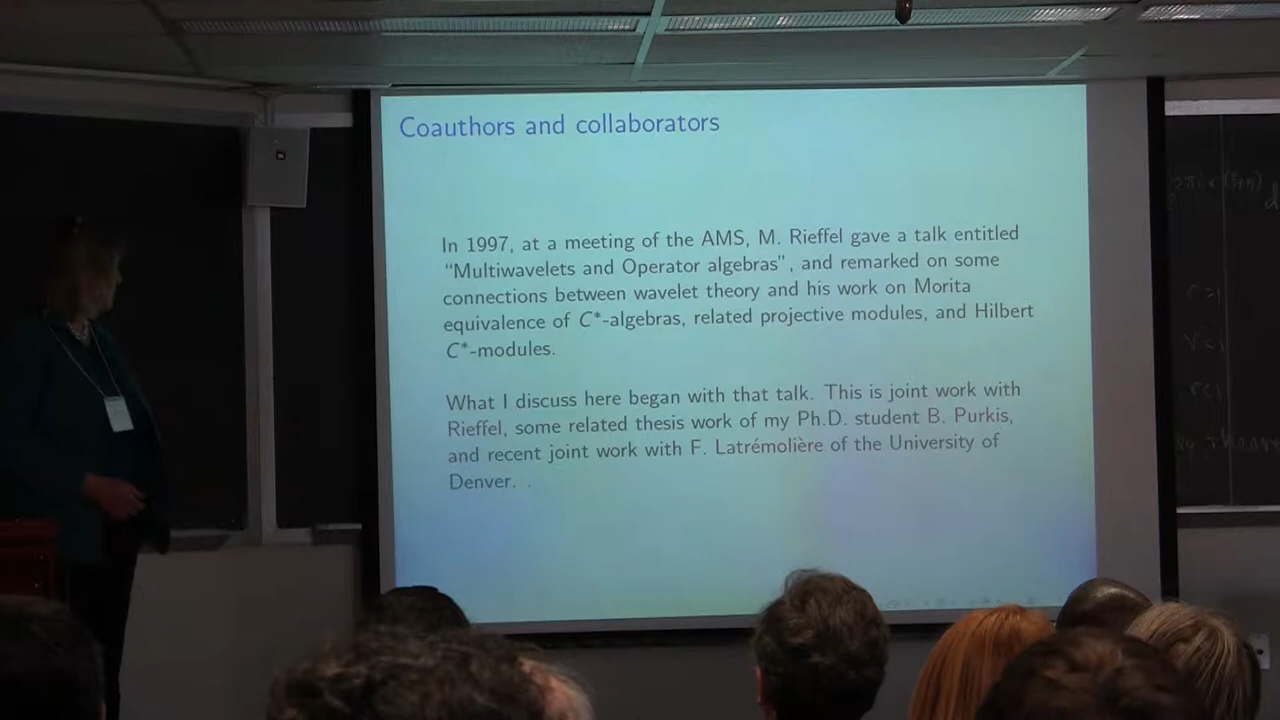 Coauthors and collaborators
In 1997, at a meeting of the AMS, M. Rieffel gave a talk entitled
“Multiwavelets and Operator algebras”, and remarked on some
connections between wavelet theory and his work on Morita
equivalence of C*-algebras, related projective modules, and Hilbert
C*-modules.
What I discuss here began with that talk. This is joint work with
Rieffel, some related thesis work of my Ph.D. student B. Purkis,
and recent joint work with F. Latrémolière of the University of
Denver. .